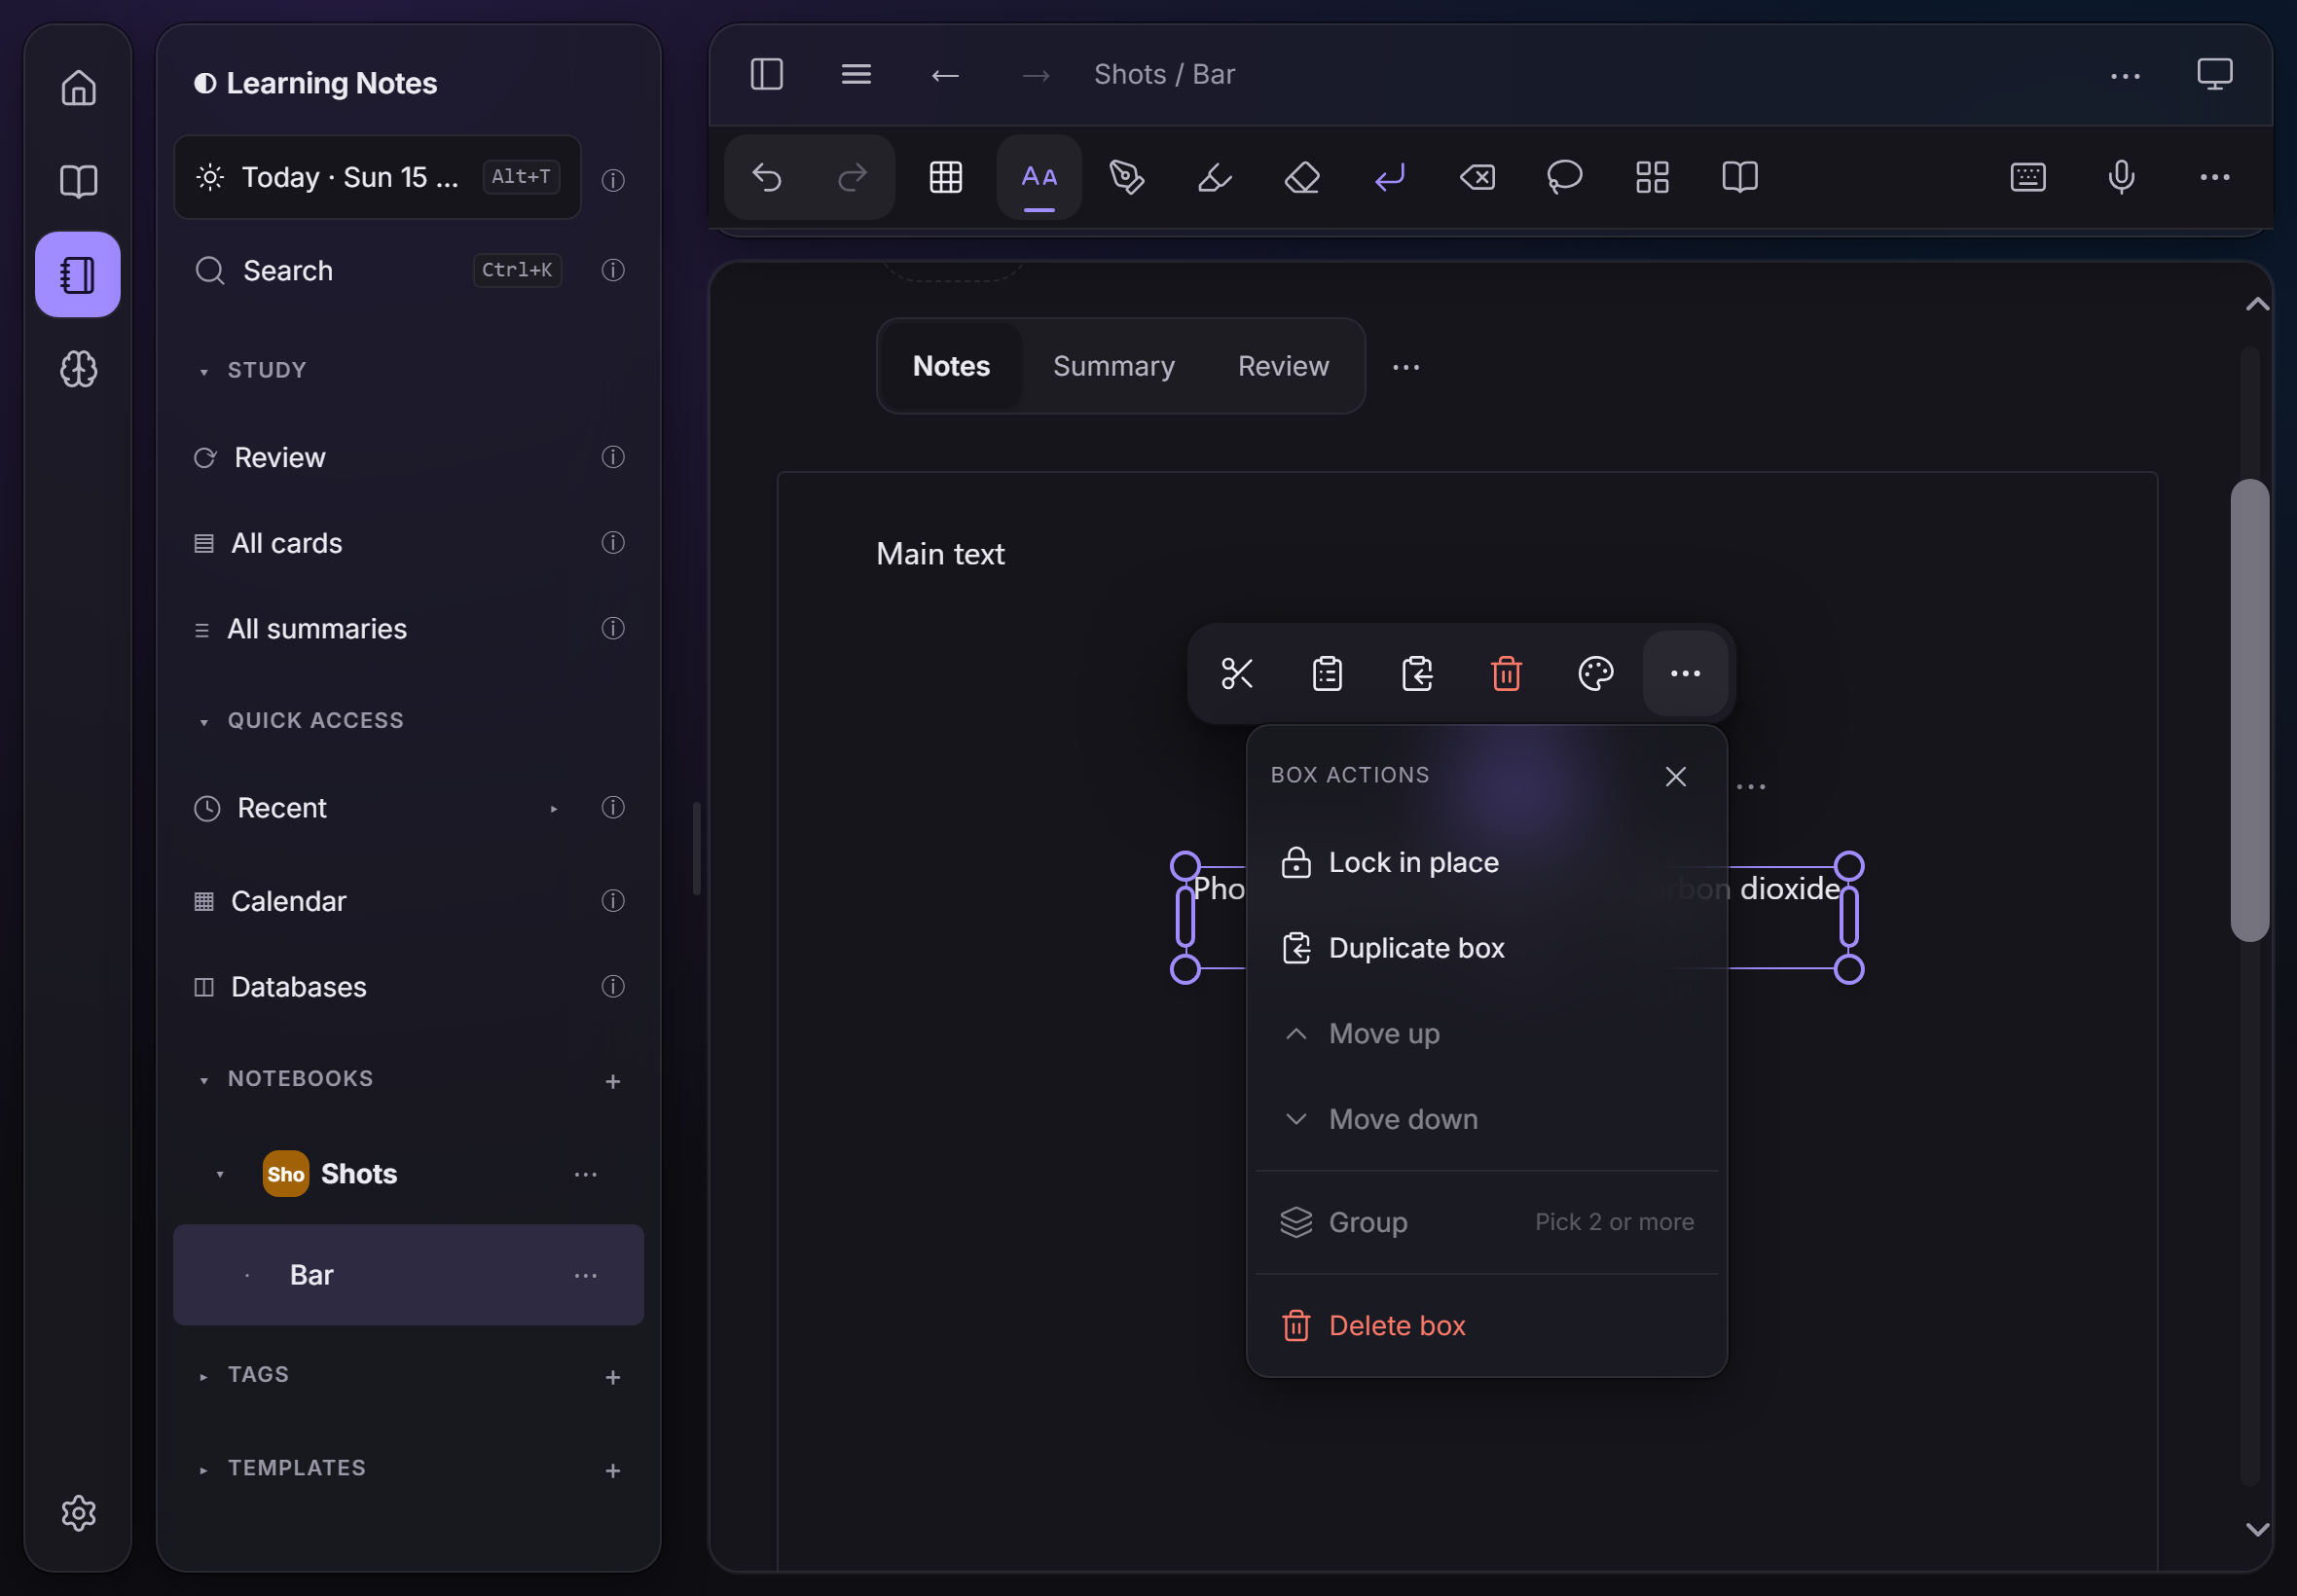 Learning Notes
Today · Sun 15 ... Alt+T
Search Ctrl+K
STUDY
Review
All cards
All summaries
QUICK ACCESS
Recent
Calendar
Databases
NOTEBOOKS
Sho Shots
Bar
TAGS
TEMPLATES
Shots / Bar
AA
Notes Summary Review
Main text
BOX ACTIONS
Lock in place
dioxide
Duplicate box
Move up
Move down
Group Pick 2 or more
Delete box